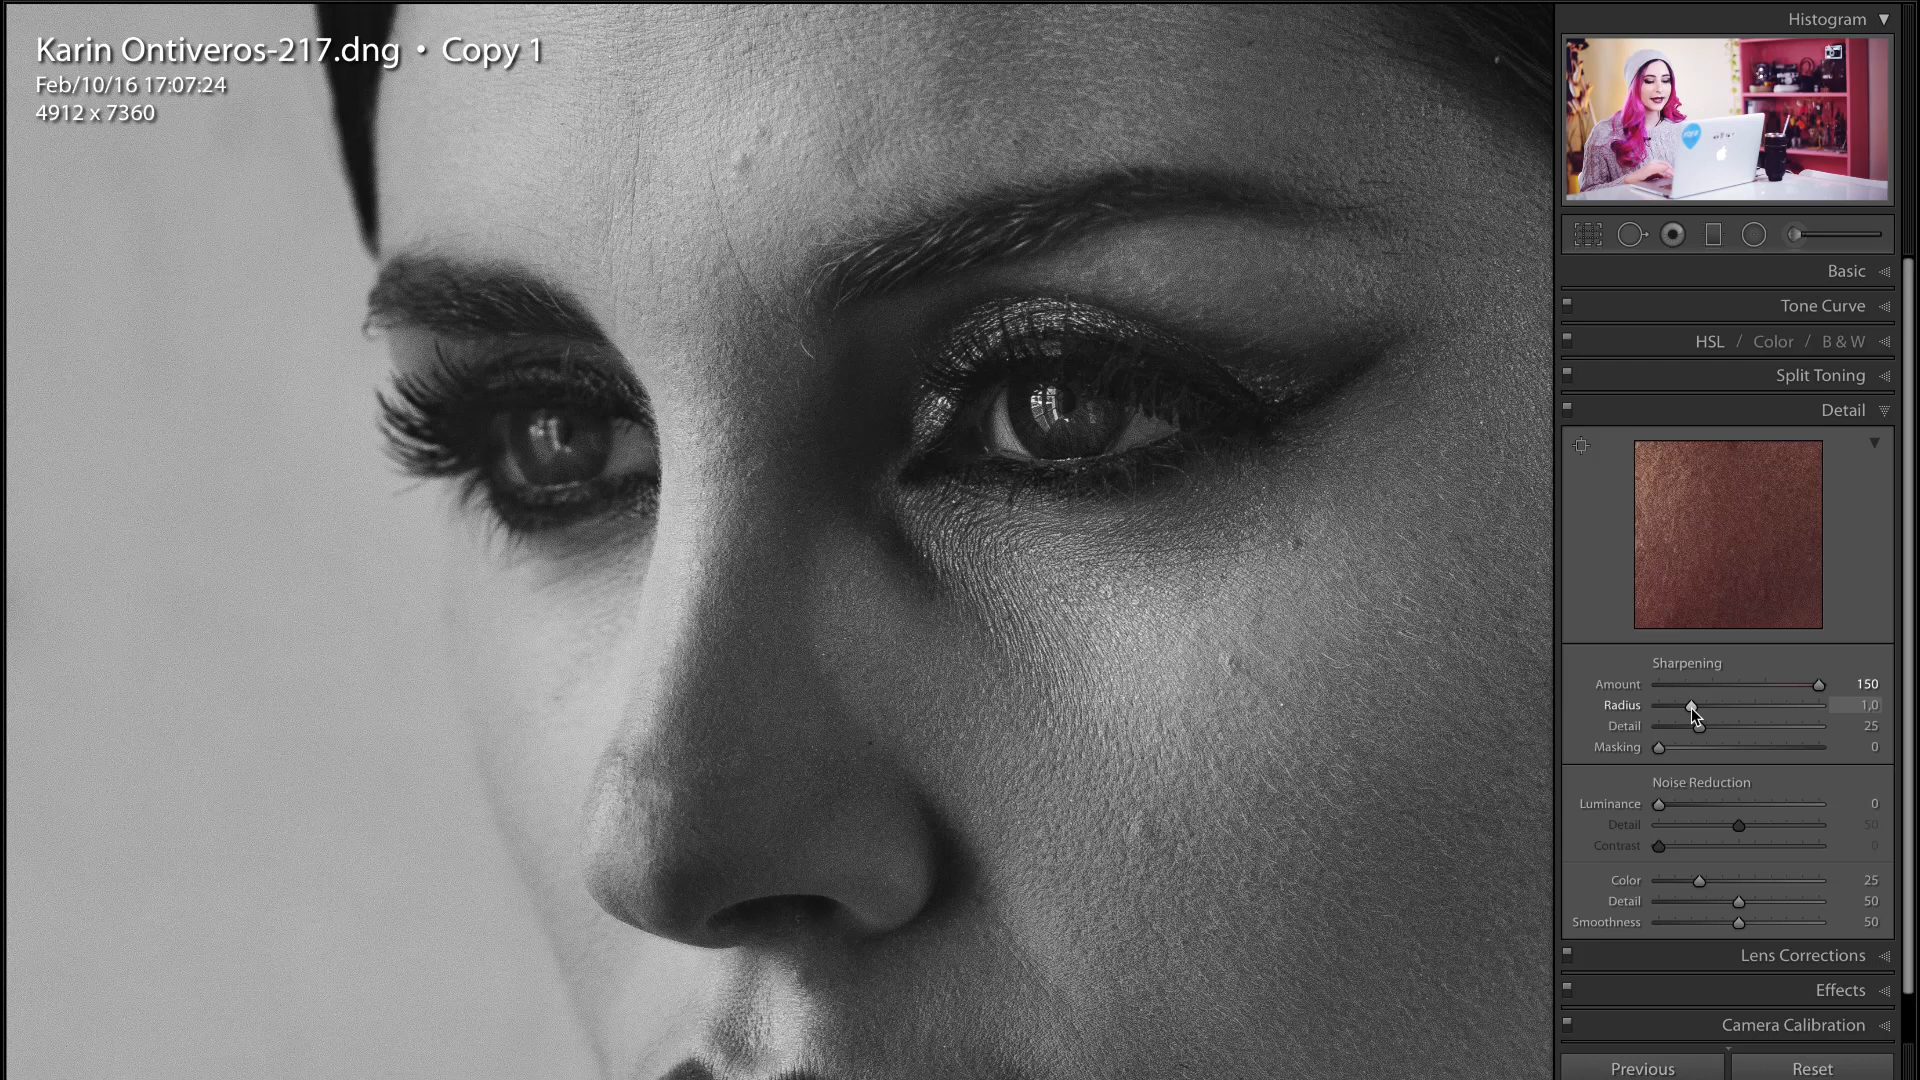 Karin Ontiveros-217.dng • Copy 1
Feb/10/16 17:07:24
4912 x 7360
Histogram
Basic
Tone Curve
HSL / Color / B & W
Split Toning
Detail
Sharpening
Amount 150
Radius 1,0
Detail 25
Masking 0
Noise Reduction
Luminance 0
Detail 50
Contrast 0
Color 25
Detail 50
Smoothness 50
Lens Corrections
Effects
Camera Calibration
Previous Reset